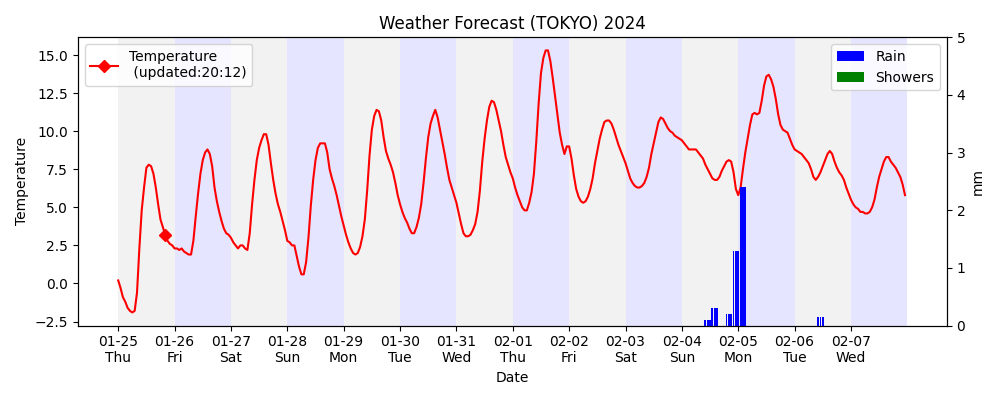 Weather Forecast (TOKYO) 2024
Temperature
(updated:20:12)
Rain
Showers
15.0
12.5
10.0
7.5
5.0
2.5
0.0
−2.5
Temperature
5
4
3
2
1
0
mm
01-25 01-26 01-27 01-28 01-29 01-30 01-31 02-01 02-02 02-03 02-04 02-05 02-06 02-07
Thu Fri Sat Sun Mon Tue Wed Thu Fri Sat Sun Mon Tue Wed
Date